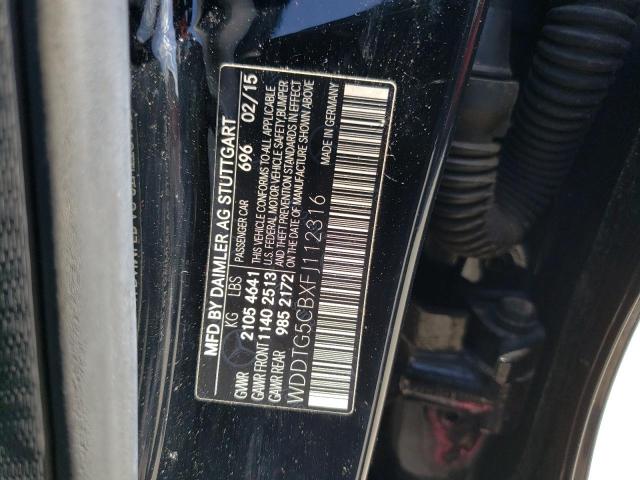 MFD BY DAIMLER AG STUTTGART
PASSENGER CAR 696 02/15
KG LBS
GVWR 2105 4641
GAWR FRONT 1140 2513
GAWR REAR 985 2172
THIS VEHICLE CONFORMS TO ALL APPLICABLE
U.S. FEDERAL MOTOR VEHICLE SAFETY/BUMPER
AND THEFT PREVENTION STANDARDS IN EFFECT
ON THE DATE OF MANUFACTURE SHOWN ABOVE
WDDTG5CBXFJ112316
MADE IN GERMANY